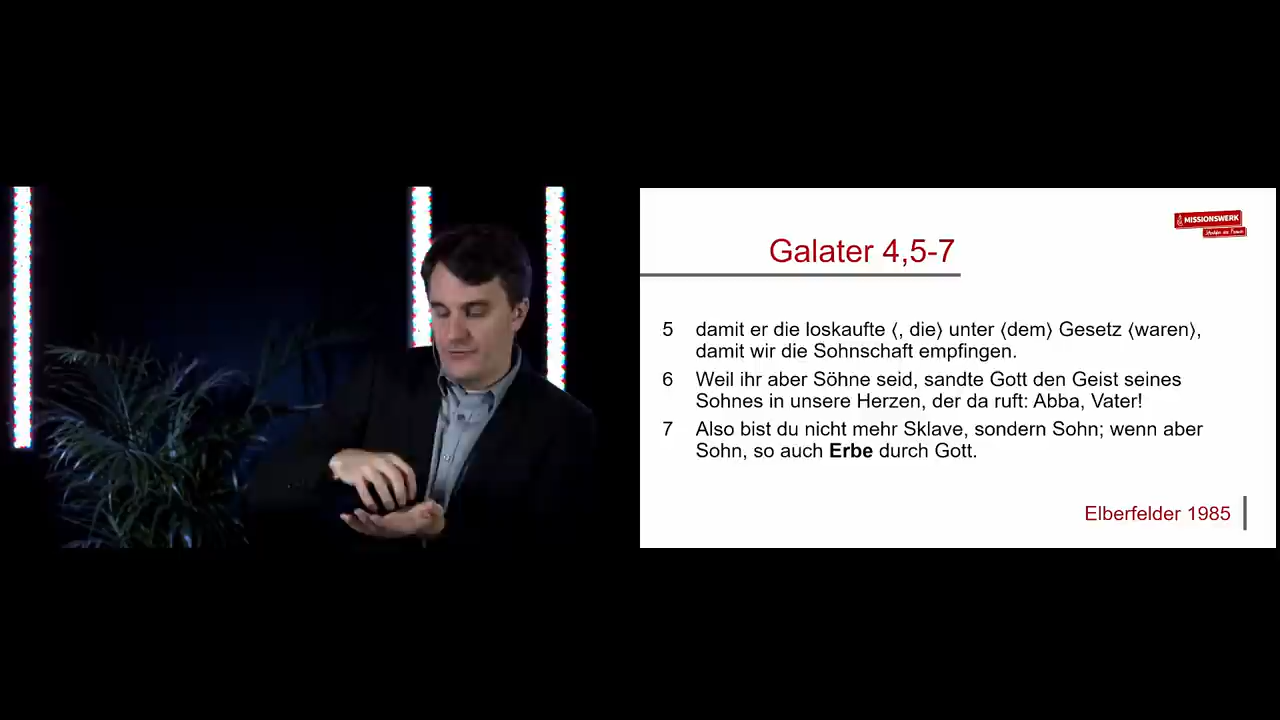 MISSIONSWERK
Galater 4,5-7
5 damit er die loskaufte ⟨, die⟩ unter ⟨dem⟩ Gesetz ⟨waren⟩,
damit wir die Sohnschaft empfingen.
6 Weil ihr aber Söhne seid, sandte Gott den Geist seines
Sohnes in unsere Herzen, der da ruft: Abba, Vater!
7 Also bist du nicht mehr Sklave, sondern Sohn; wenn aber
Sohn, so auch Erbe durch Gott.
Elberfelder 1985